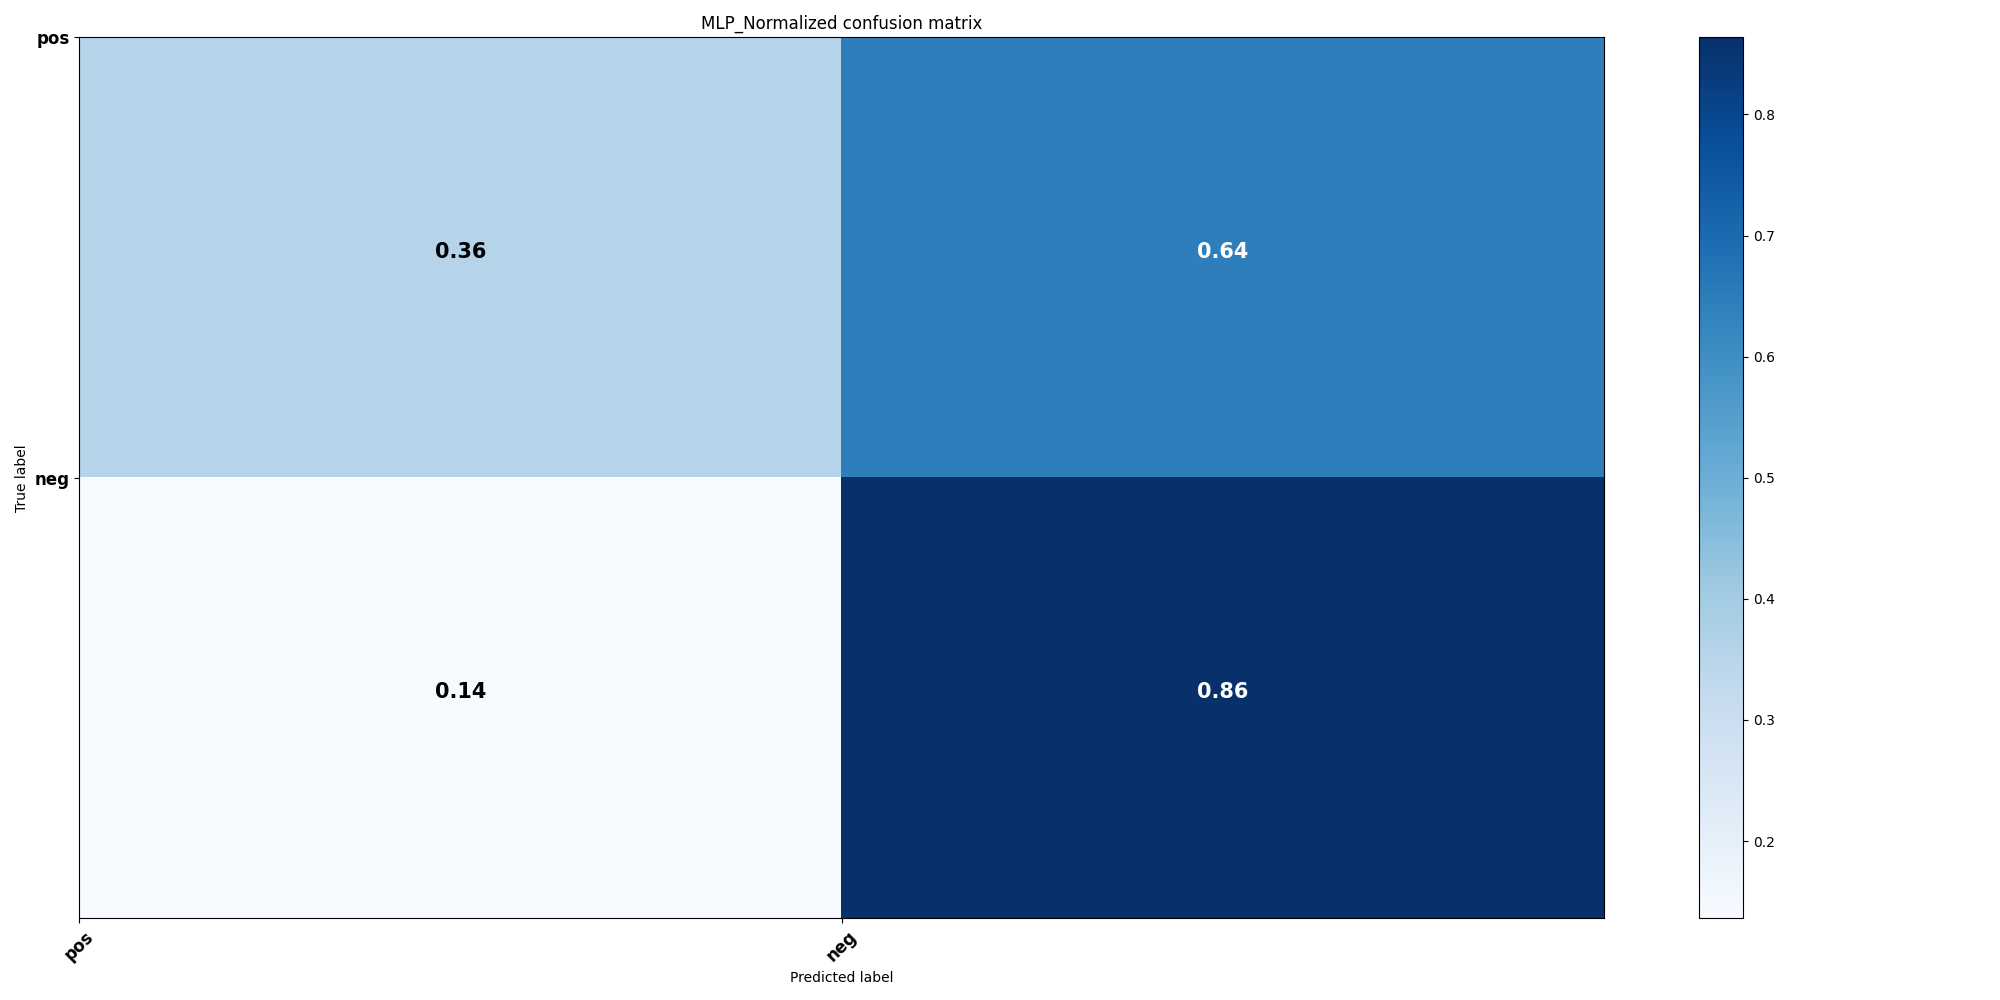 MLP_Normalized confusion matrix
pos
0.36
0.64
neg
0.14
0.86
True label
pos
neg
Predicted label
0.8
0.7
0.6
0.5
0.4
0.3
0.2